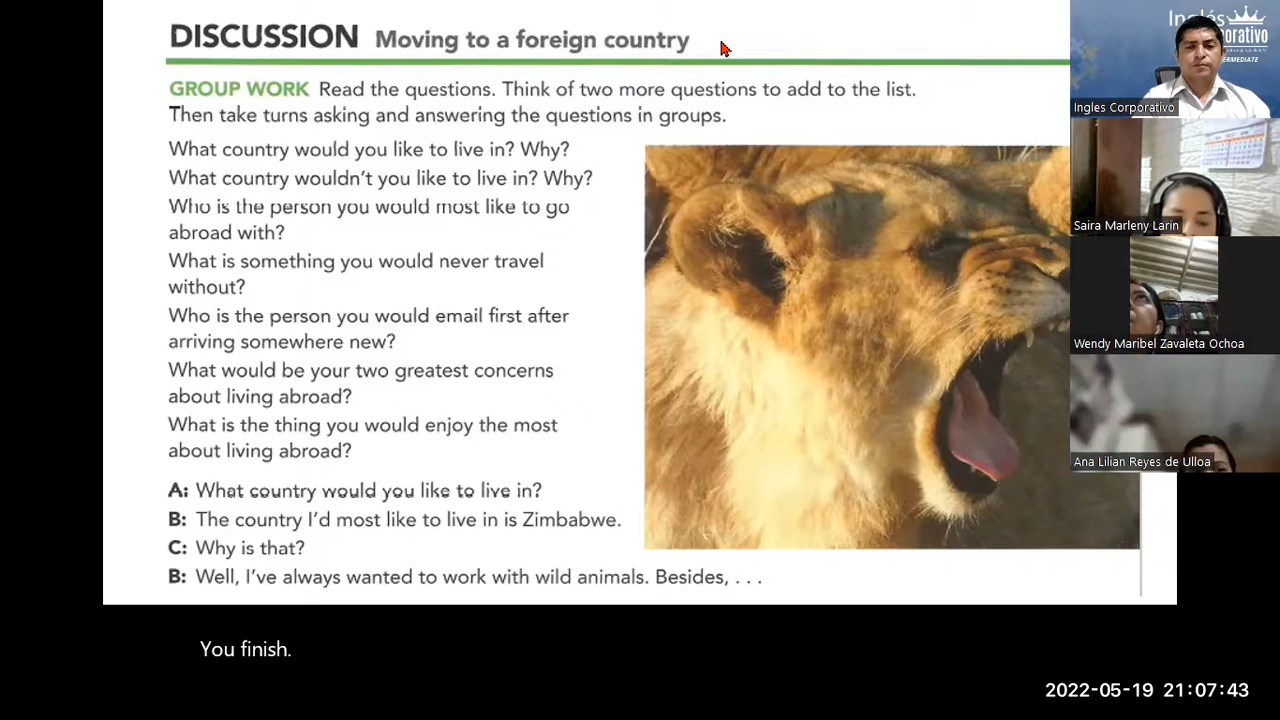 DISCUSSION Moving to a foreign country
GROUP WORK Read the questions. Think of two more questions to add to the list.
Then take turns asking and answering the questions in groups.
What country would you like to live in? Why?
What country wouldn't you like to live in? Why?
Who is the person you would most like to go
abroad with?
What is something you would never travel
without?
Who is the person you would email first after
arriving somewhere new?
What would be your two greatest concerns
about living abroad?
What is the thing you would enjoy the most
about living abroad?
A: What country would you like to live in?
B: The country I'd most like to live in is Zimbabwe.
C: Why is that?
B: Well, I've always wanted to work with wild animals. Besides, . . .
Ingles Corporativo
Saira Marleny Larin
Wendy Maribel Zavaleta Ochoa
Ana Lilian Reyes de Ulloa
You finish.
2022-05-19 21:07:43